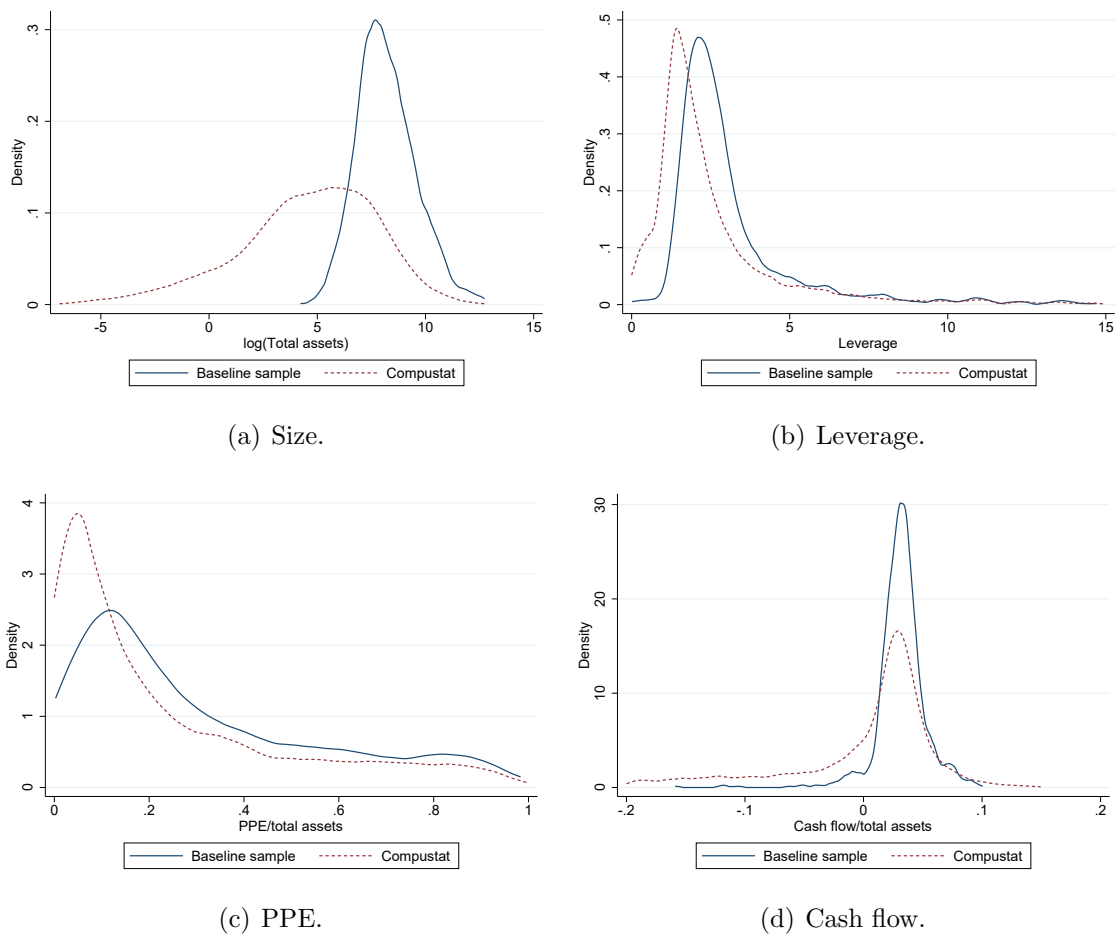 Density
0
.1
.2
.3
-5
0
5
10
15
log(Total assets)
Baseline sample
Compustat
(a) Size.
Density
0
.1
.2
.3
.4
.5
0
5
10
15
Leverage
Baseline sample
Compustat
(b) Leverage.
Density
0
1
2
3
4
0
.2
.4
.6
.8
1
PPE/total assets
Baseline sample
Compustat
(c) PPE.
Density
0
10
20
30
-.2
-.1
0
.1
.2
Cash flow/total assets
Baseline sample
Compustat
(d) Cash flow.